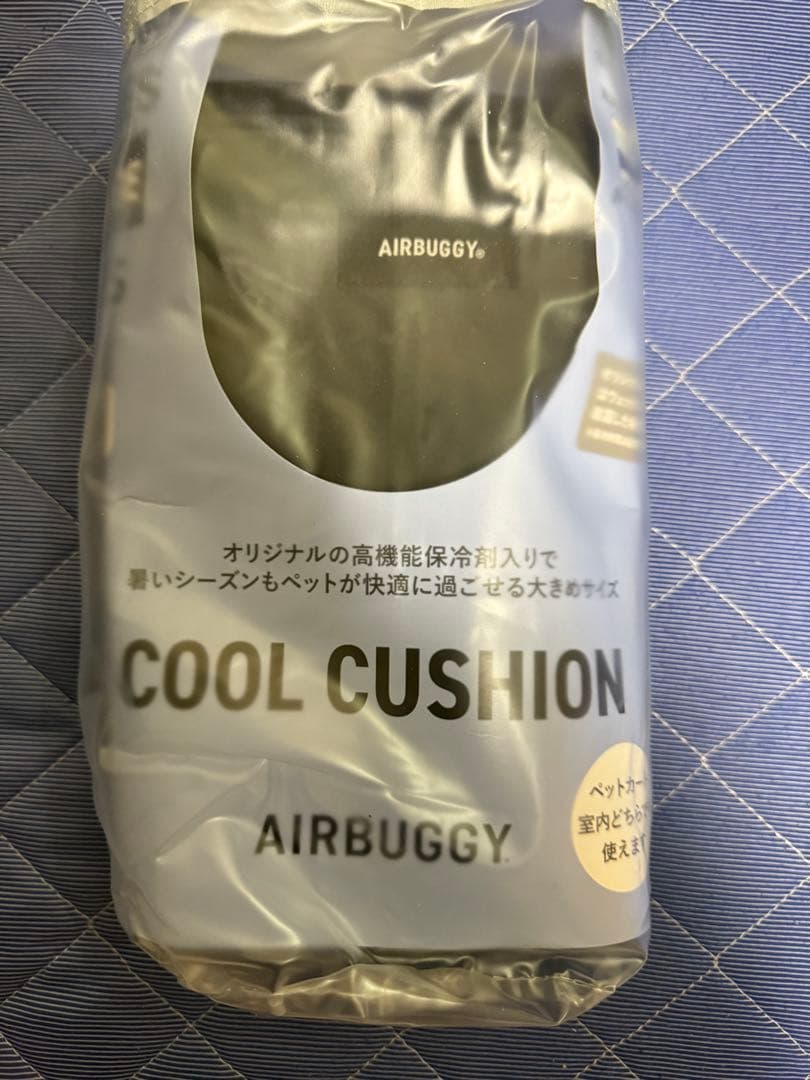 AIRBUGGY®
オリジナルの高機能保冷剤入りで
暑いシーズンもペットが快適に過ごせる大きめサイズ
COOL CUSHION
ペットカート
室内どちらで
使えます
AIRBUGGY